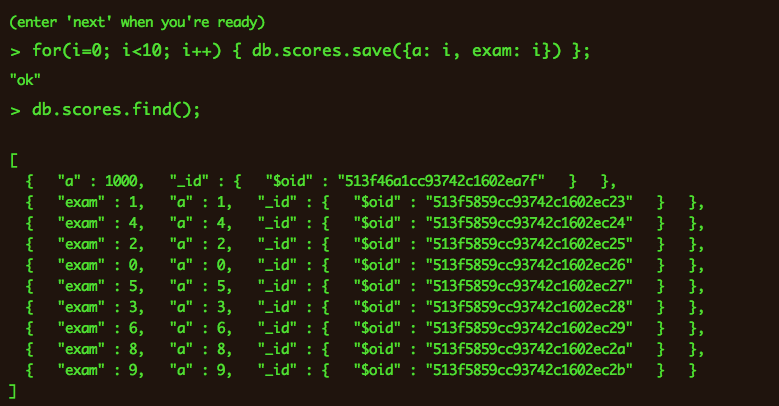 (enter 'next' when you're ready)
> for(i=0; i<10; i++) { db.scores.save({a: i, exam: i}) };
"ok"
> db.scores.find();
[
{ "a" : 1000, "_id" : { "$oid" : "513f46a1cc93742c1602ea7f" } },
{ "exam" : 1, "a" : 1, "_id" : { "$oid" : "513f5859cc93742c1602ec23" } },
{ "exam" : 4, "a" : 4, "_id" : { "$oid" : "513f5859cc93742c1602ec24" } },
{ "exam" : 2, "a" : 2, "_id" : { "$oid" : "513f5859cc93742c1602ec25" } },
{ "exam" : 0, "a" : 0, "_id" : { "$oid" : "513f5859cc93742c1602ec26" } },
{ "exam" : 5, "a" : 5, "_id" : { "$oid" : "513f5859cc93742c1602ec27" } },
{ "exam" : 3, "a" : 3, "_id" : { "$oid" : "513f5859cc93742c1602ec28" } },
{ "exam" : 6, "a" : 6, "_id" : { "$oid" : "513f5859cc93742c1602ec29" } },
{ "exam" : 8, "a" : 8, "_id" : { "$oid" : "513f5859cc93742c1602ec2a" } },
{ "exam" : 9, "a" : 9, "_id" : { "$oid" : "513f5859cc93742c1602ec2b" } }
]